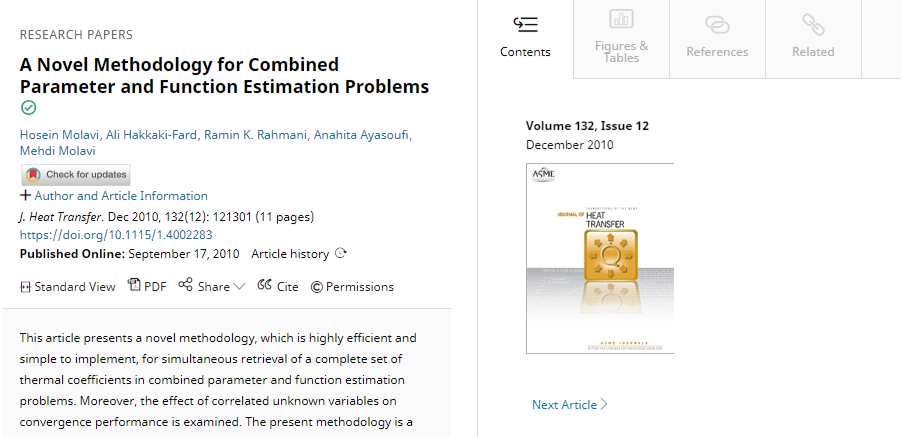 RESEARCH PAPERS
A Novel Methodology for Combined
Parameter and Function Estimation Problems
Hosein Molavi, Ali Hakkaki-Fard, Ramin K. Rahmani, Anahita Ayasoufi,
Mehdi Molavi
Check for updates
+ Author and Article Information
J. Heat Transfer. Dec 2010, 132(12): 121301 (11 pages)
https://doi.org/10.1115/1.4002283
Published Online: September 17, 2010 Article history
Standard View PDF Share Cite © Permissions
This article presents a novel methodology, which is highly efficient and
simple to implement, for simultaneous retrieval of a complete set of
thermal coefficients in combined parameter and function estimation
problems. Moreover, the effect of correlated unknown variables on
convergence performance is examined. The present methodology is a
Contents
Figures &
Tables
References
Related
Volume 132, Issue 12
December 2010
ASME
JOURNAL OF HEAT
TRANSFER
Q
ASME JOURNALS
Next Article